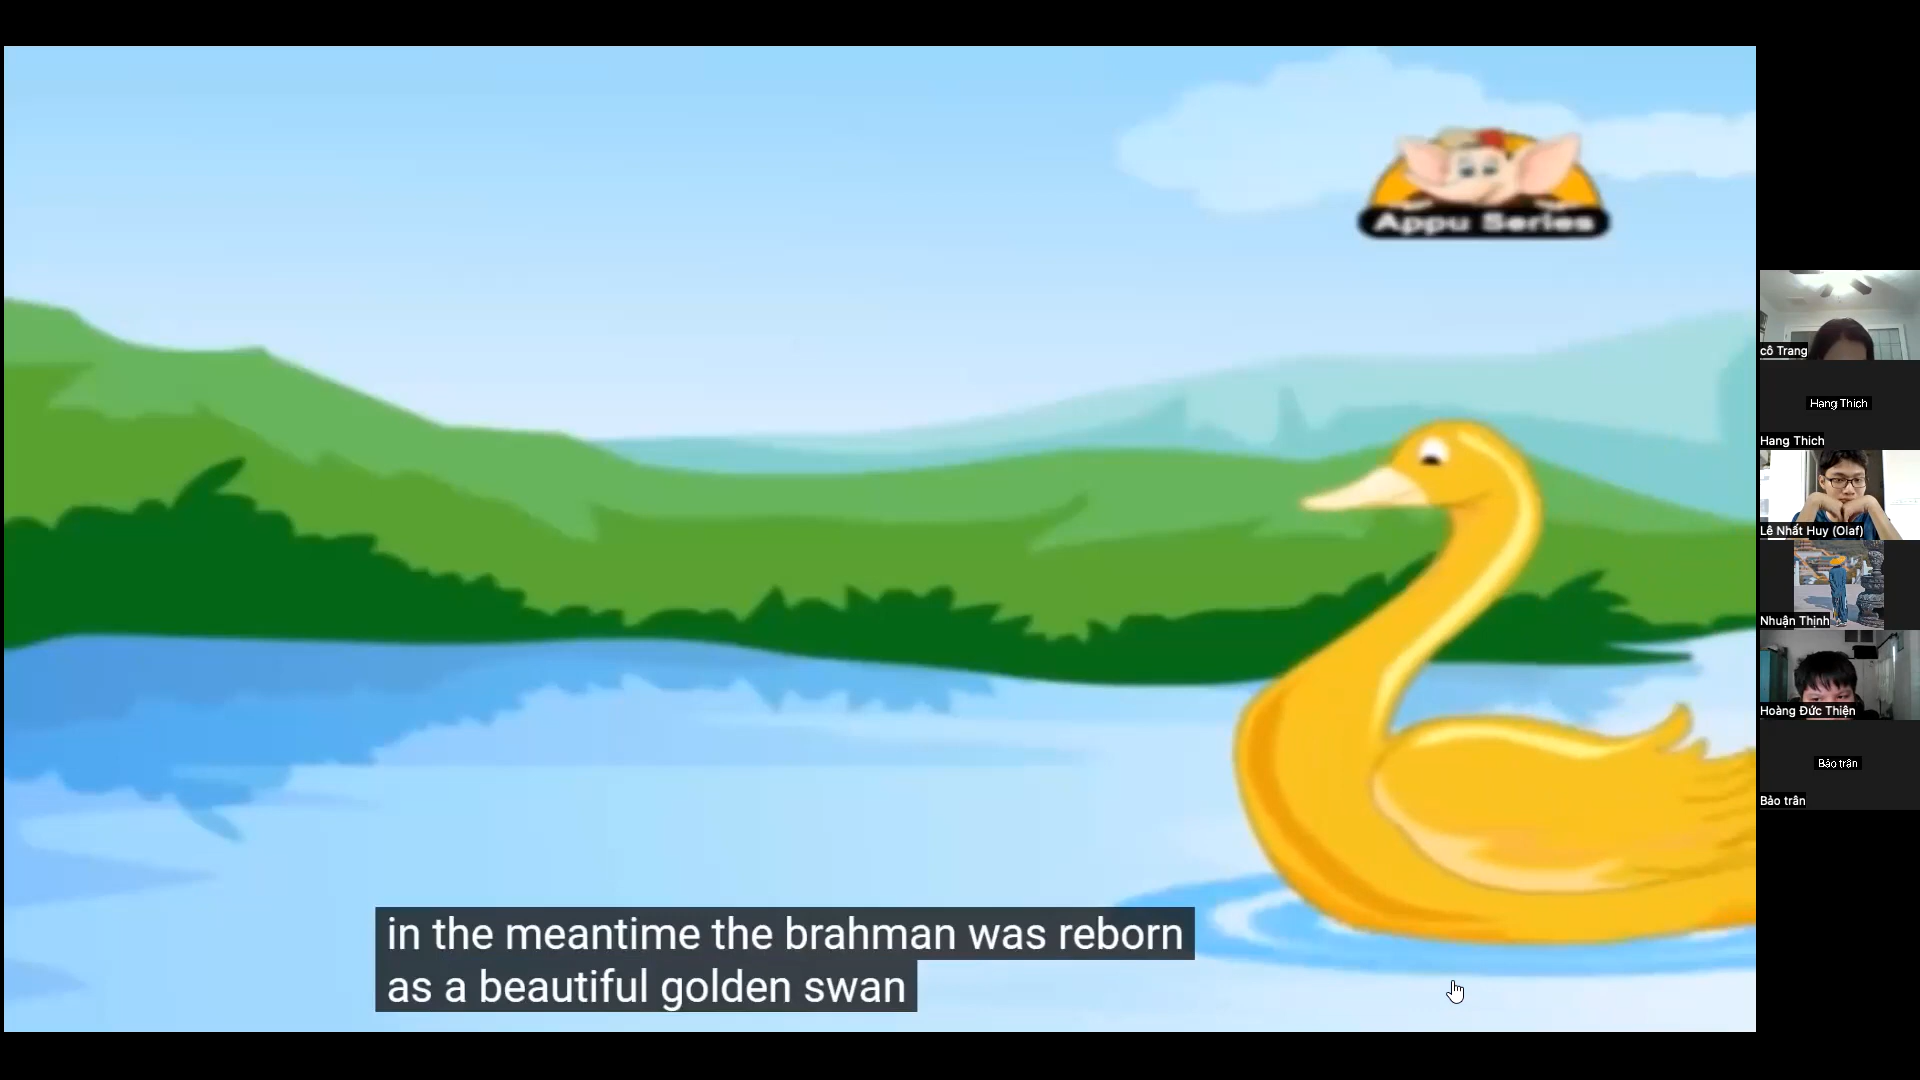 Appu Series
cô Trang
Hang Thich
Hang Thich
Lê Nhất Huy (Olaf)
Nhuận Thịnh
Hoàng Đức Thiện
Bảo trân
Bảo trân
in the meantime the brahman was reborn
as a beautiful golden swan